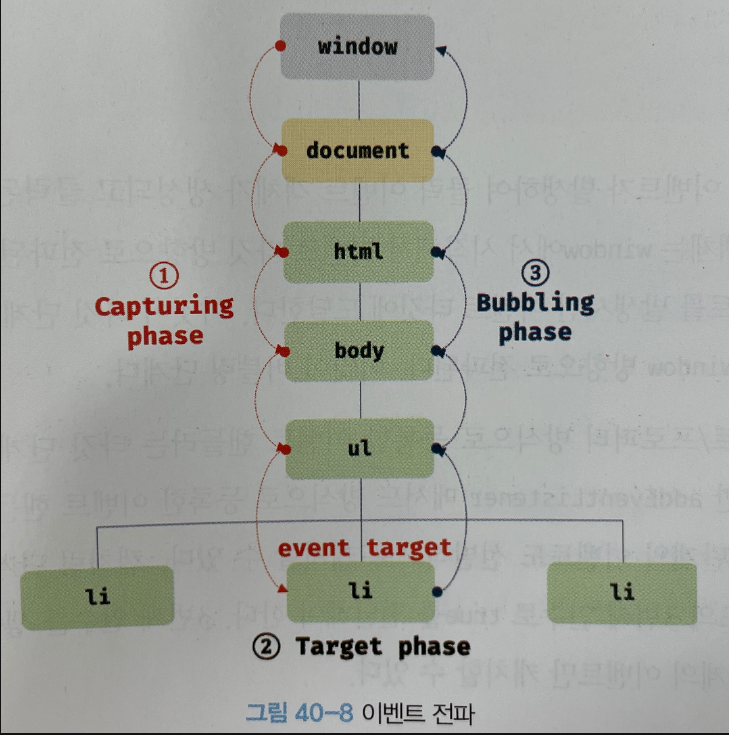 window
document
html
①
Capturing
phase
③
Bubbling
phase
body
ul
event target
li
li
li
② Target phase
그림 40-8 이벤트 전파